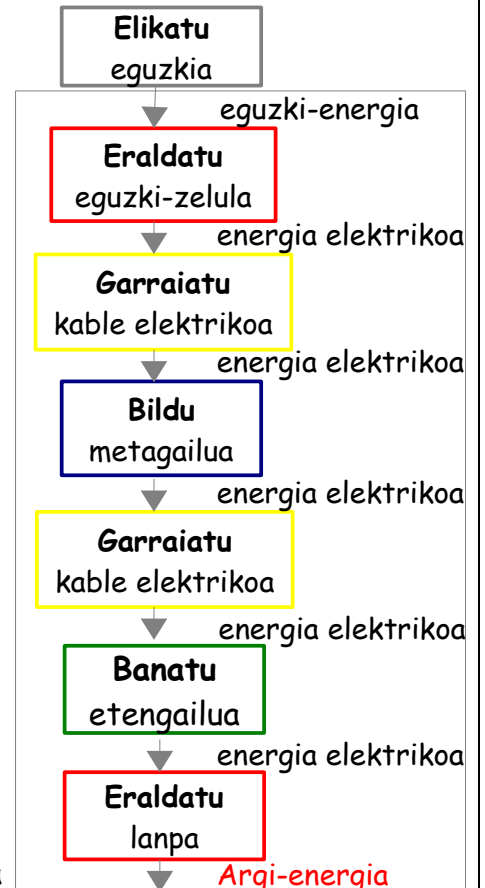 Elikatu
eguzkia
eguzki-energia
Eraldatu
eguzki-zelula
energia elektrikoa
Garraiatu
kable elektrikoa
energia elektrikoa
Bildu
metagailua
energia elektrikoa
Garraiatu
kable elektrikoa
energia elektrikoa
Banatu
etengailua
energia elektrikoa
Eraldatu
lanpa
Argi-energia